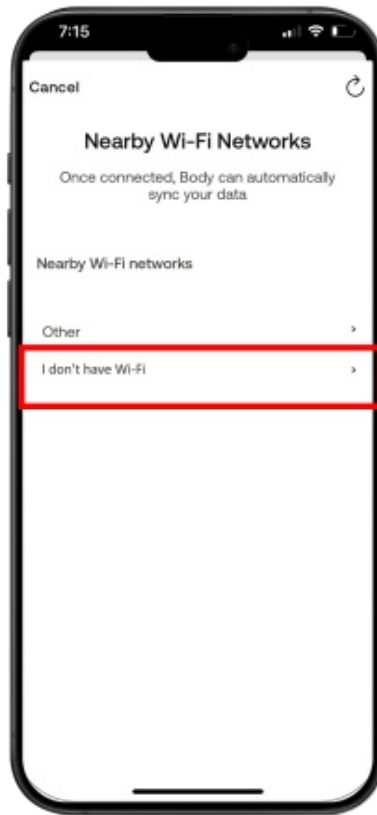 7:15
Cancel
Nearby Wi-Fi Networks
Once connected, Body can automatically
sync your data
Nearby Wi-Fi networks
Other
I don't have Wi-Fi